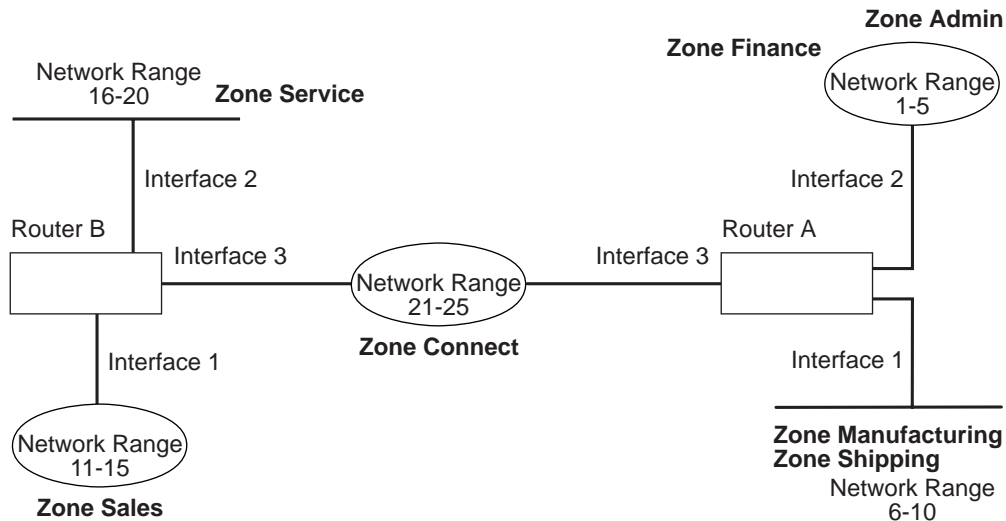 Zone Admin
Zone Finance
Network Range
1-5
Network Range
16-20
Zone Service
Interface 2
Interface 2
Router B
Router A
Interface 3
Interface 3
Network Range
21-25
Zone Connect
Interface 1
Interface 1
Network Range
11-15
Zone Sales
Zone Manufacturing
Zone Shipping
Network Range
6-10